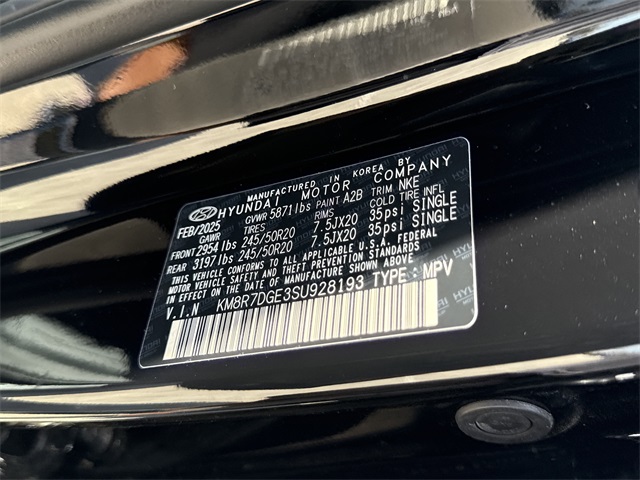 MANUFACTURED IN KOREA BY
HYUNDAI MOTOR COMPANY
FEB/2025 GVWR 5871 lbs PAINT A2B TRIM NKE
GAWR TIRES RIMS COLD TIRE INFL
FRONT 2954 lbs 245/50R20 7.5JX20 35psi SINGLE
REAR 3197 lbs 245/50R20 7.5JX20 35psi SINGLE
THIS VEHICLE CONFORMS TO ALL APPLICABLE U.S.A. FEDERAL
MOTOR VEHICLE SAFETY AND THEFT PREVENTION STANDARDS
IN EFFECT ON THE DATE OF MANUFACTURE SHOWN ABOVE.
V.I.N KM8R7DGE3SU928193 TYPE : MPV